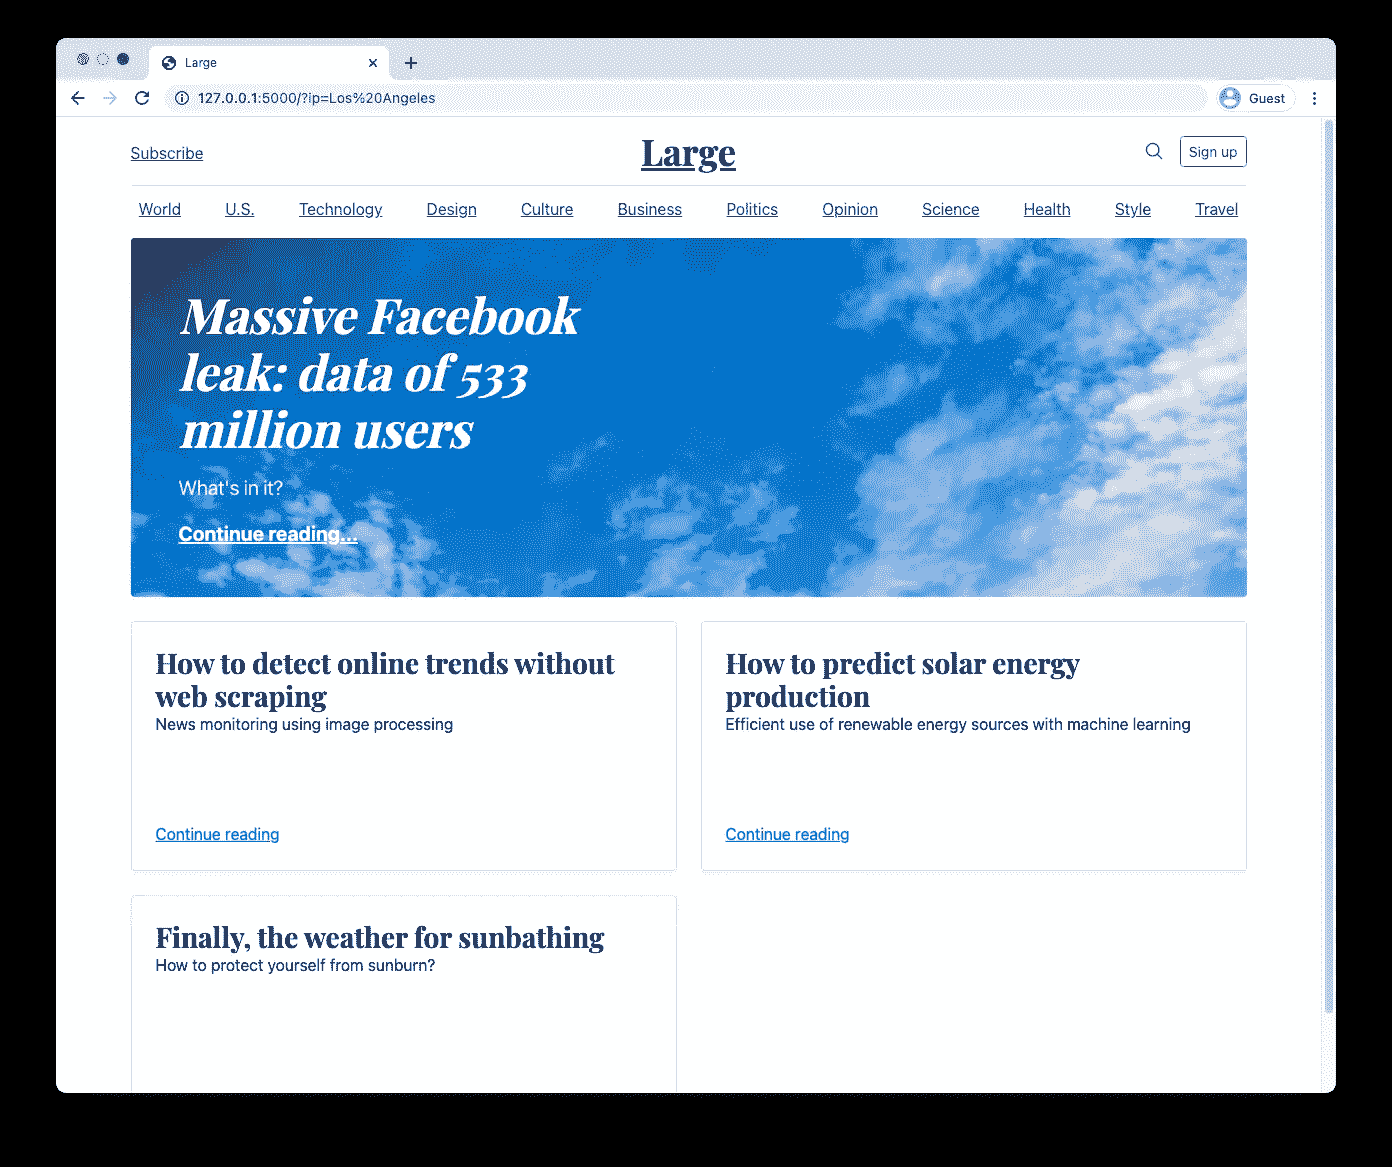 Large
127.0.0.1:5000/?ip=Los%20Angeles
Guest
Subscribe
Large
Sign up
World U.S. Technology Design Culture Business Politics Opinion Science Health Style Travel
Massive Facebook
leak: data of 533
million users
What's in it?
Continue reading...
How to detect online trends without
web scraping
News monitoring using image processing
Continue reading
How to predict solar energy
production
Efficient use of renewable energy sources with machine learning
Continue reading
Finally, the weather for sunbathing
How to protect yourself from sunburn?